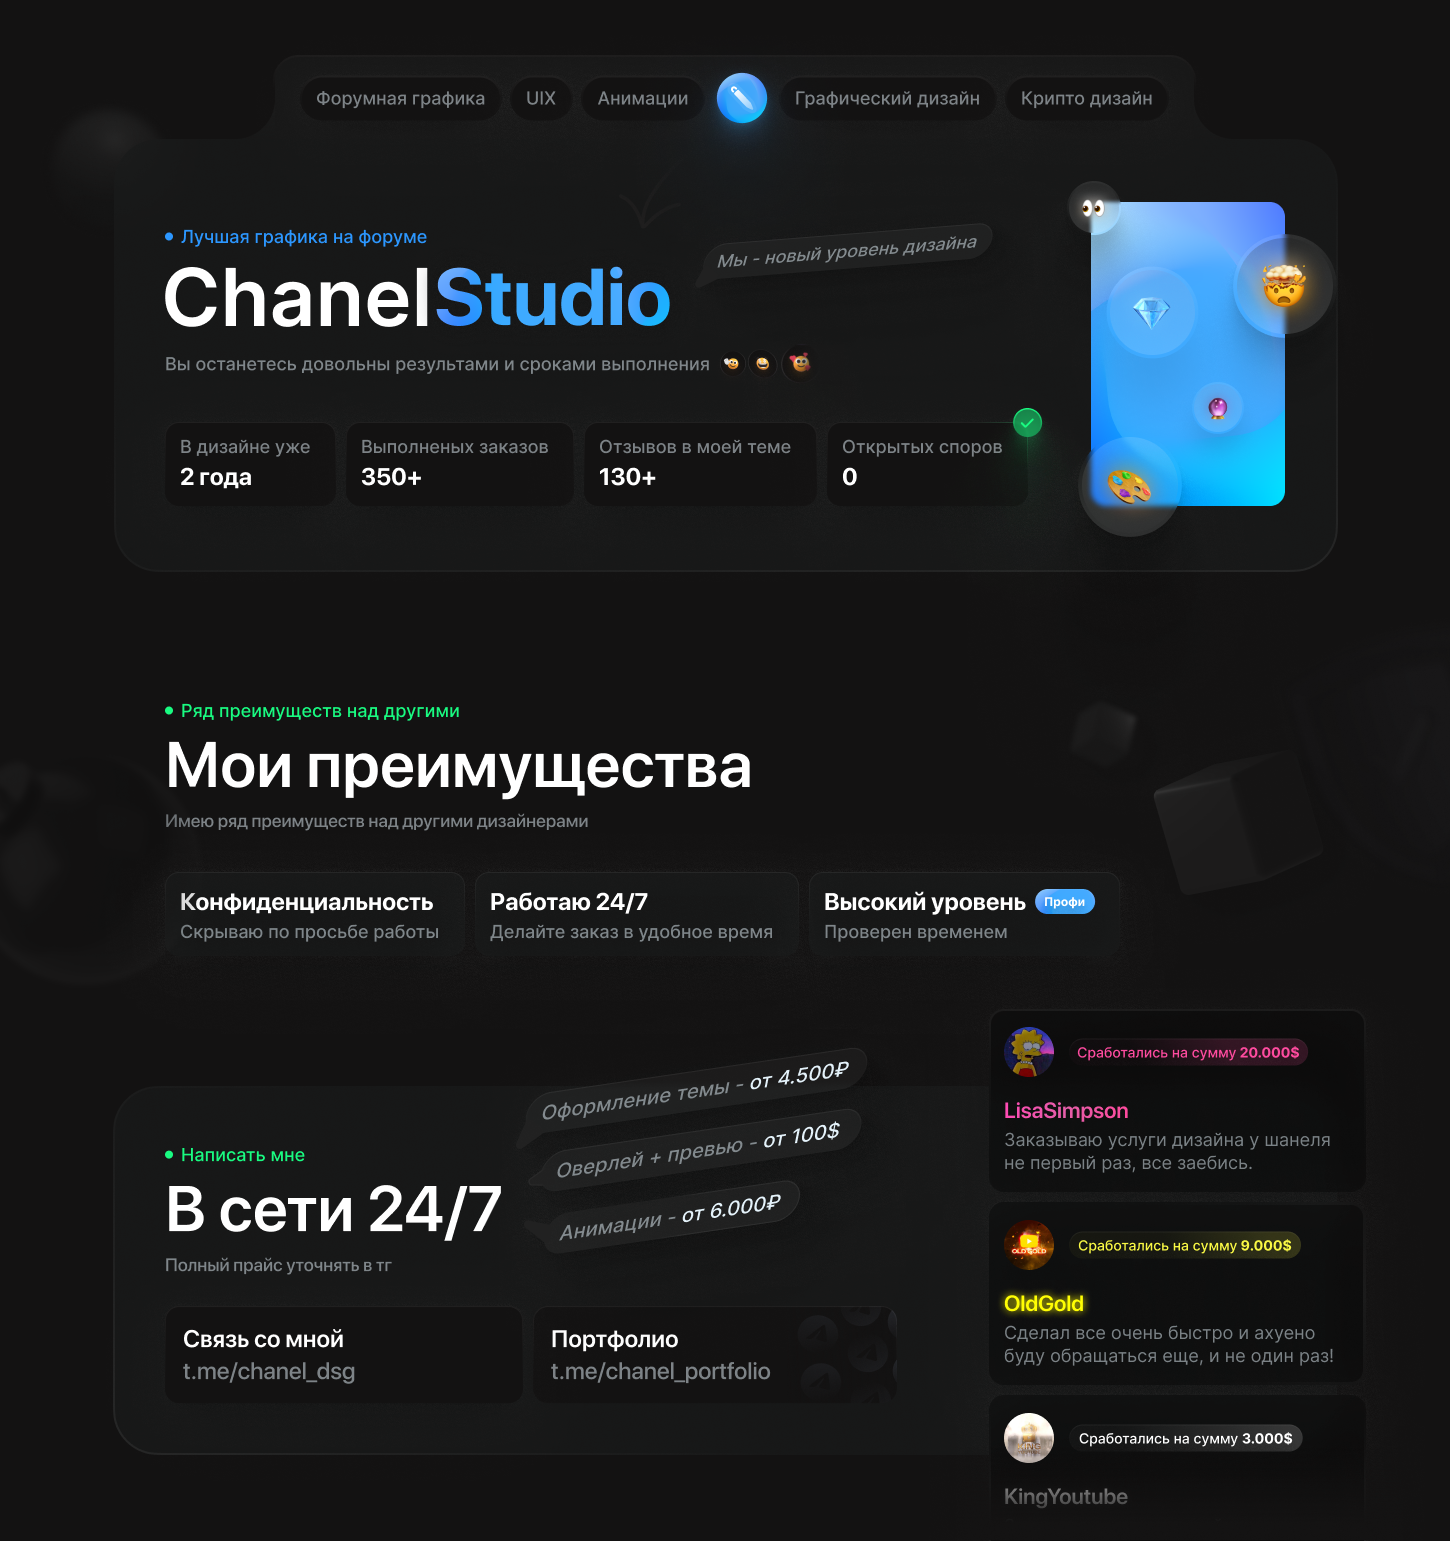 Форумная графика
UIX
Анимации
Графический дизайн
Крипто дизайн
Лучшая графика на форуме
Мы - новый уровень дизайна
ChanelStudio
Вы останетесь довольны результами и сроками выполнения
В дизайне уже
2 года
Выполненых заказов
350+
Отзывов в моей теме
130+
Открытых споров
0
Ряд преимуществ над другими
Мои преимущества
Имею ряд преимуществ над другими дизайнерами
Конфиденциальность
Скрываю по просьбе работы
Работаю 24/7
Делайте заказ в удобное время
Высокий уровень Профи
Проверен временем
Написать мне
В сети 24/7
Полный прайс уточнять в тг
Оформление темы - от 4.500₽
Оверлей + превью - от 100$
Анимации - от 6.000₽
Связь со мной
t.me/chanel_dsg
Портфолио
t.me/chanel_portfolio
Сработались на сумму 20.000$
LisaSimpson
Заказываю услуги дизайна у шанеля
не первый раз, все заебись.
OLD GOLD
Сработались на сумму 9.000$
OldGold
Сделал все очень быстро и ахуено
буду обращаться еще, и не один раз!
Сработались на сумму 3.000$
KingYoutube